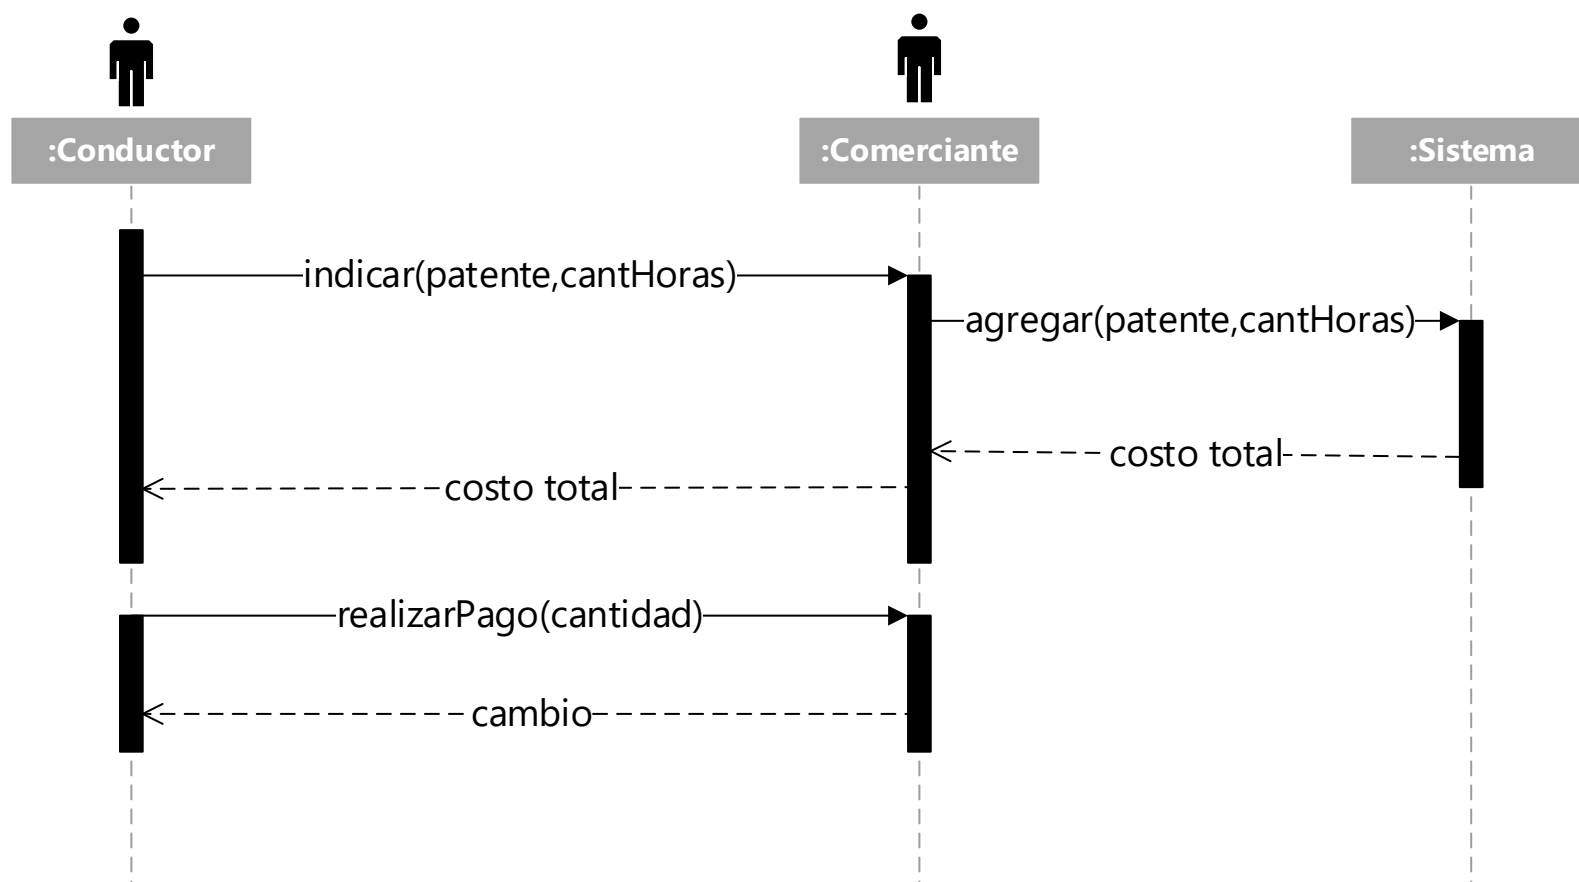 :Conductor
:Comerciante
:Sistema
indicar(patente,cantHoras)
agregar(patente,cantHoras)
costo total
costo total
realizarPago(cantidad)
cambio